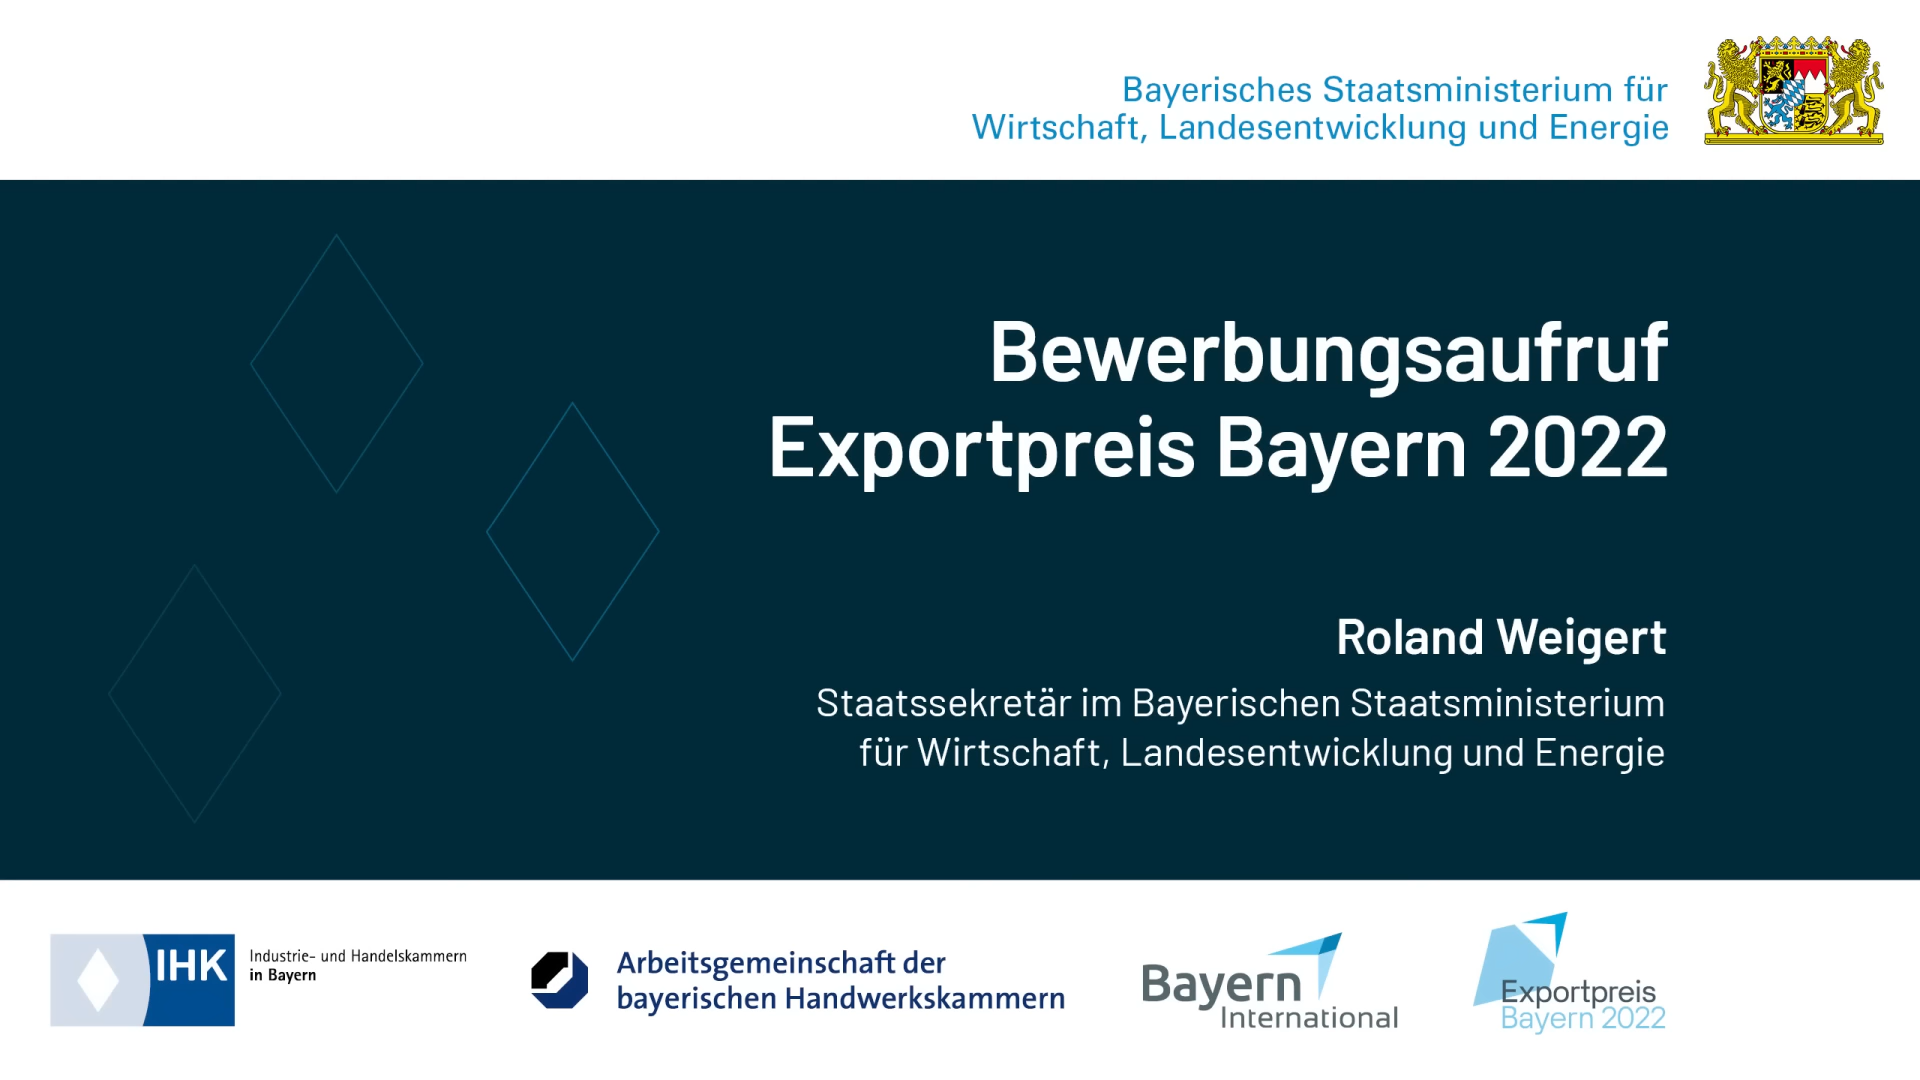 Bayerisches Staatsministerium für
Wirtschaft, Landesentwicklung und Energie
Bewerbungsaufruf
Exportpreis Bayern 2022
Roland Weigert
Staatssekretär im Bayerischen Staatsministerium
für Wirtschaft, Landesentwicklung und Energie
IHK
Industrie- und Handelskammern
in Bayern
Arbeitsgemeinschaft der
bayerischen Handwerkskammern
Bayern
International
Exportpreis
Bayern 2022